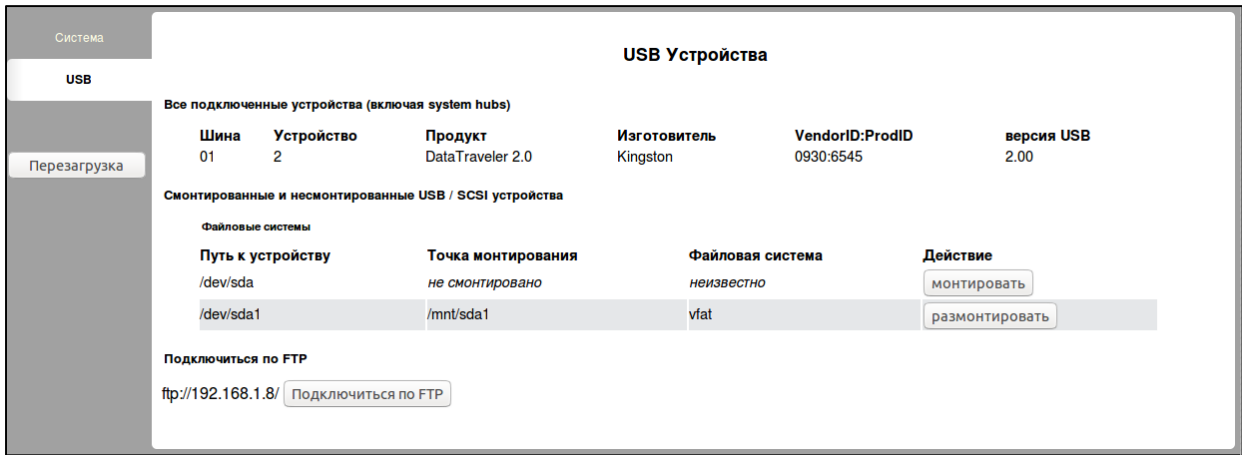 Система
USB
Перезагрузка
USB Устройства
Все подключенные устройства (включая system hubs)
Шина Устройство Продукт Изготовитель VendorID:ProdID версия USB
01 2 DataTraveler 2.0 Kingston 0930:6545 2.00
Смонтированные и несмонтированные USB / SCSI устройства
Файловые системы
Путь к устройству Точка монтирования Файловая система Действие
/dev/sda не смонтировано неизвестно монтировать
/dev/sda1 /mnt/sda1 vfat размонтировать
Подключиться по FTP
ftp://192.168.1.8/ Подключиться по FTP